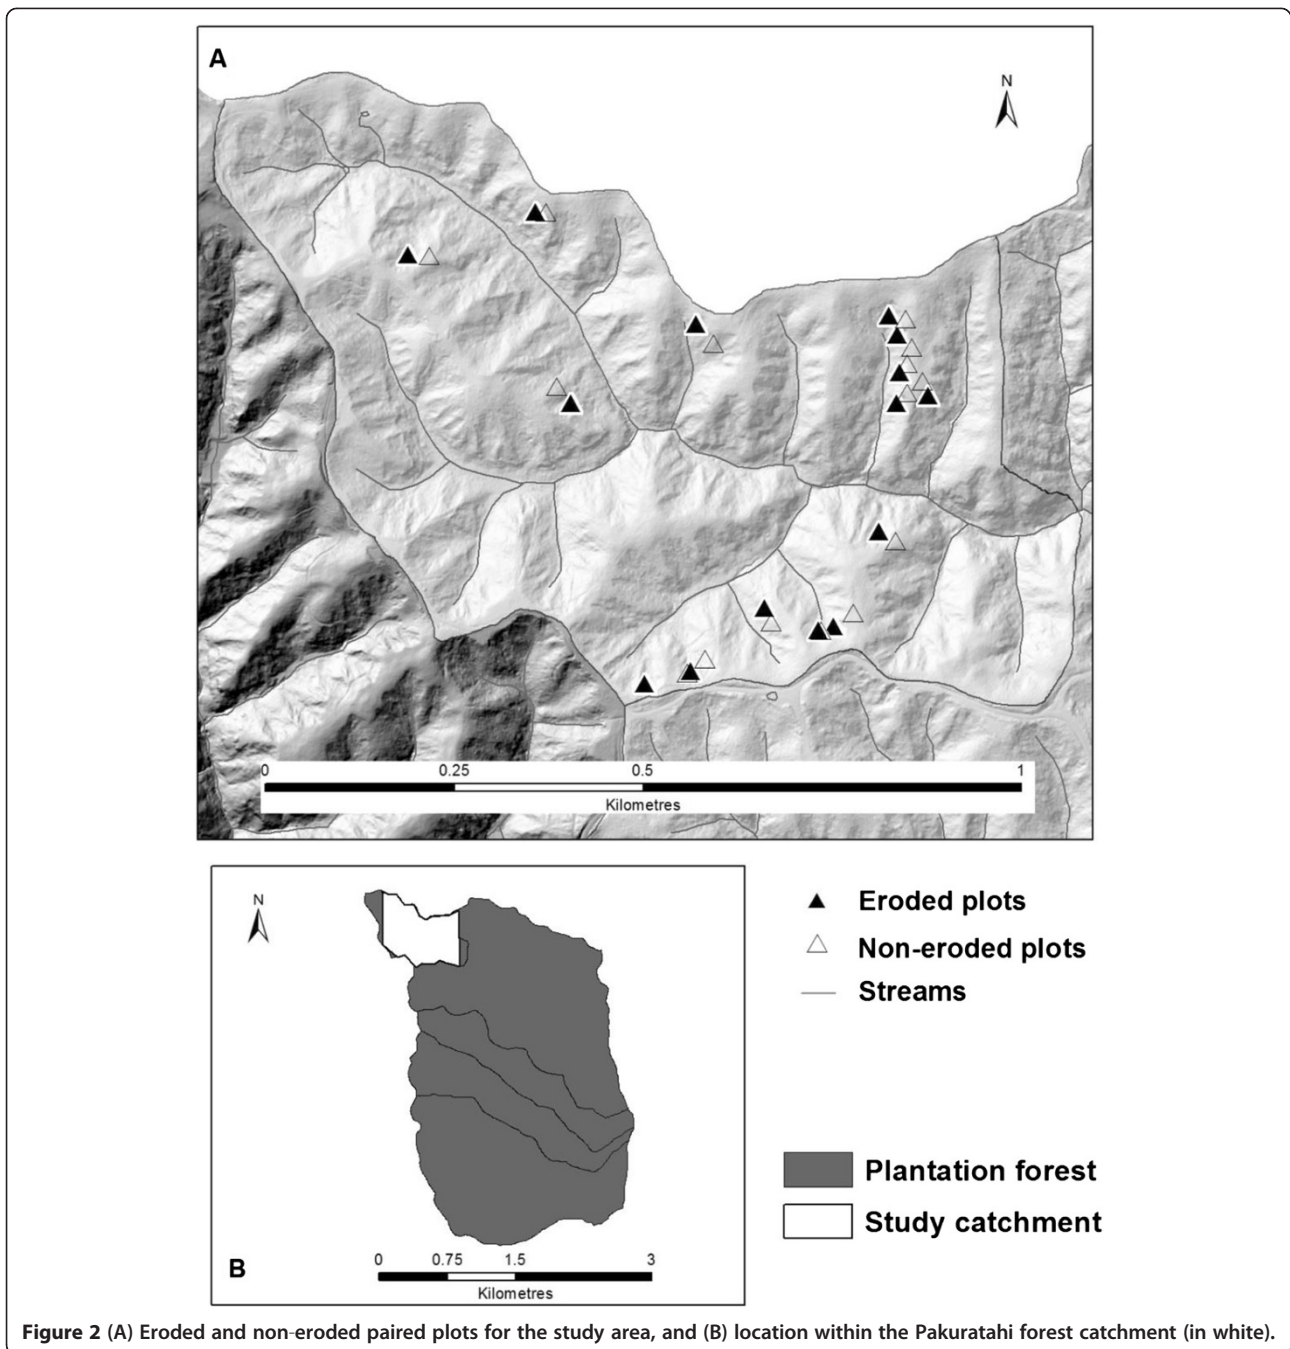 A
N
0 0.25 0.5 1
Kilometres
N
B
0 0.75 1.5 3
Kilometres
Eroded plots
Non-eroded plots
Streams
Plantation forest
Study catchment
Figure 2 (A) Eroded and non-eroded paired plots for the study area, and (B) location within the Pakuratahi forest catchment (in white).